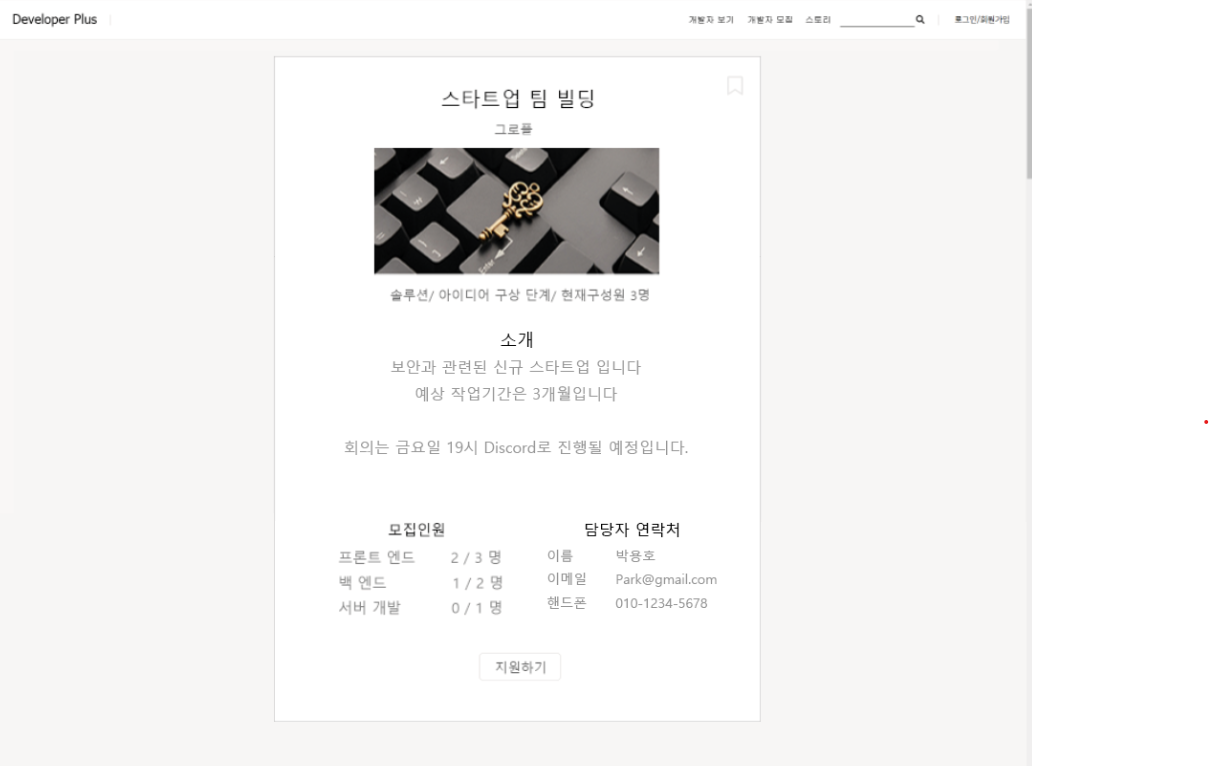 Developer Plus
개발자 보기 개발자 모집 스토리 로그인/회원가입
스타트업 팀 빌딩
그로플
Enter
솔루션/ 아이디어 구상 단계/ 현재구성원 3명
소개
보안과 관련된 신규 스타트업 입니다
예상 작업기간은 3개월입니다
회의는 금요일 19시 Discord로 진행될 예정입니다.
모집인원
프론트 엔드 2 / 3 명
백 엔드 1 / 2 명
서버 개발 0 / 1 명
담당자 연락처
이름 박용호
이메일 Park@gmail.com
핸드폰 010-1234-5678
지원하기